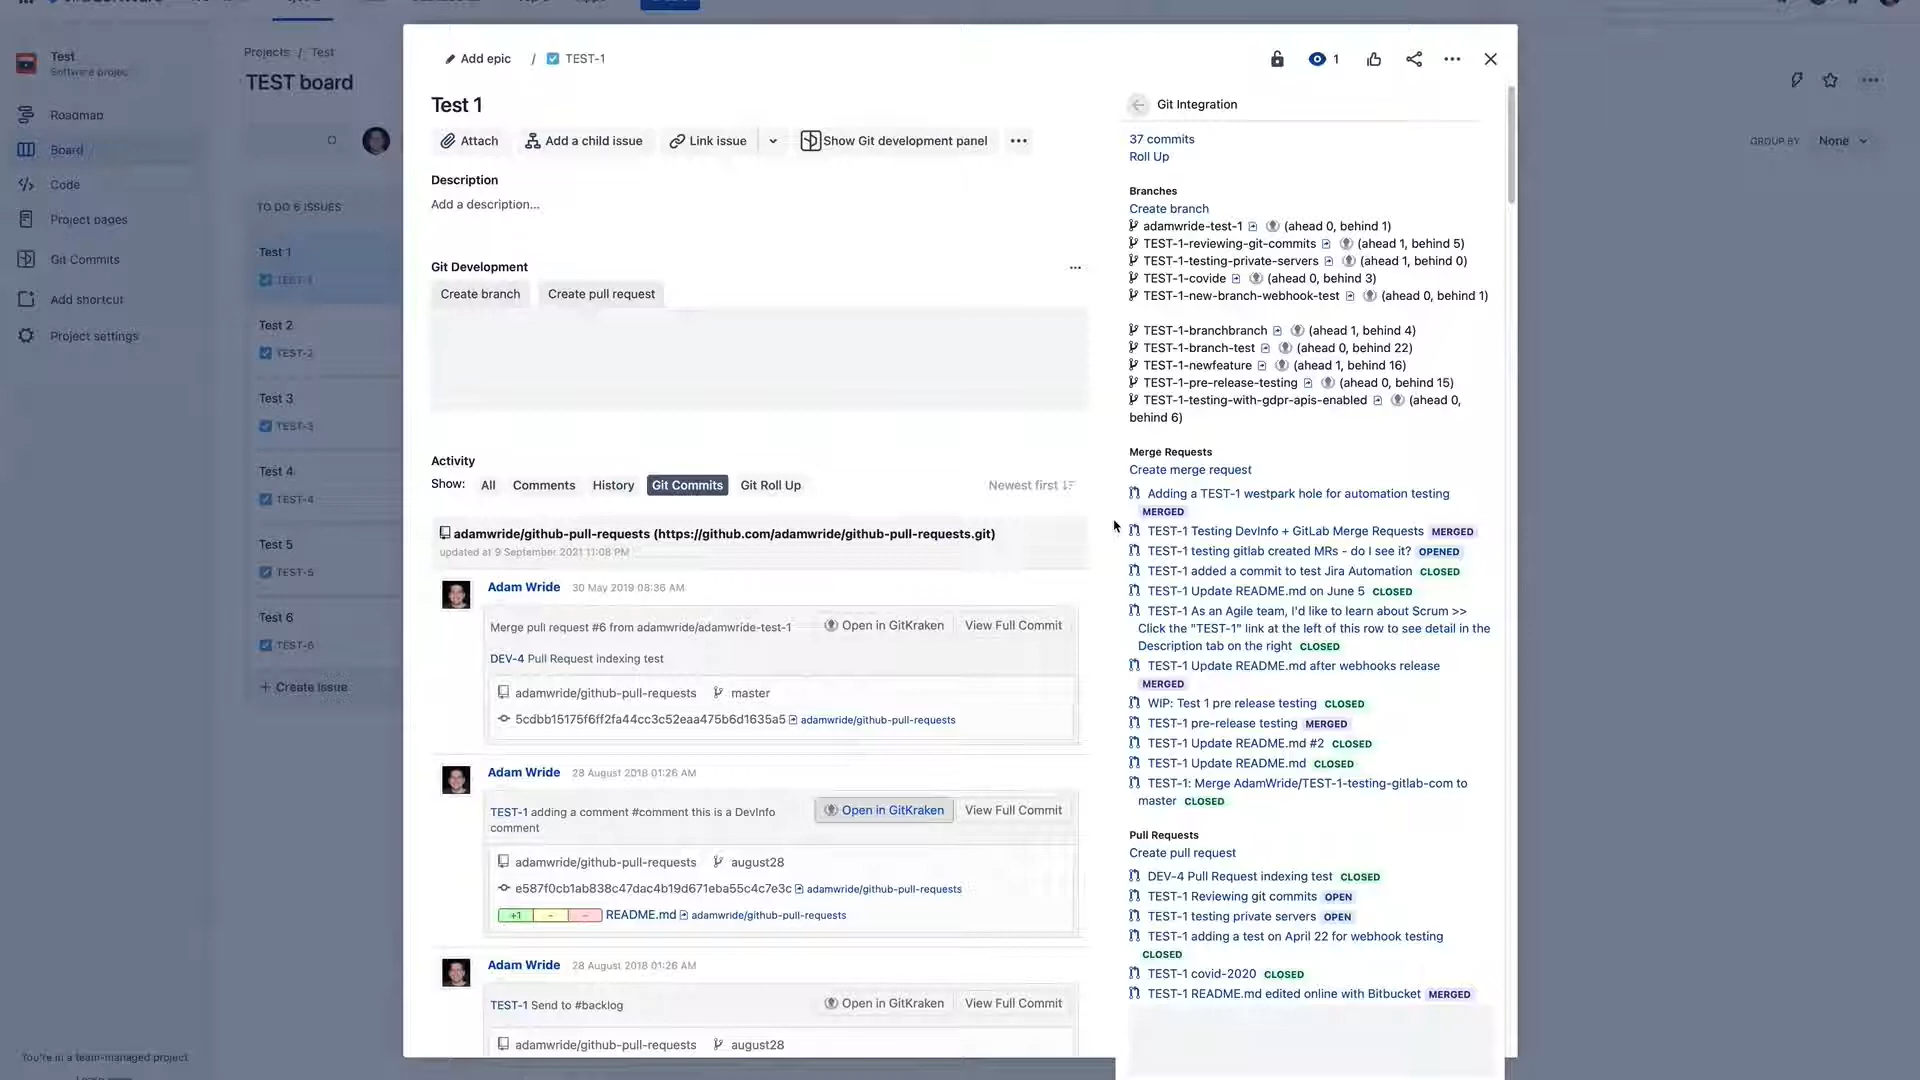 Test
Software projec
Roadmap
Board
Code
Project pages
Git Commits
Add shortcut
Project settings
You're in a team-managed project
Projects / Test
TEST board
GROUP BY None
TO DO 6 ISSUES
Test 1
TEST-1
Test 2
TEST-2
Test 3
TEST-3
Test 4
TEST-4
Test 5
TEST-5
Test 6
TEST-6
+ Create issue
Add epic / TEST-1
1
Test 1
Attach Add a child issue Link issue Show Git development panel
Description
Add a description...
Git Development
Create branch Create pull request
Activity
Show: All Comments History Git Commits Git Roll Up Newest first
adamwride/github-pull-requests (https://github.com/adamwride/github-pull-requests.git)
updated at 9 September 2021 11:08 PM
Adam Wride 30 May 2019 08:36 AM
Merge pull request #6 from adamwride/adamwride-test-1 Open in GitKraken View Full Commit
DEV-4 Pull Request indexing test
adamwride/github-pull-requests master
5cdbb15175f6ff2fa44cc3c52eaa475b6d1635a5 adamwride/github-pull-requests
Adam Wride 28 August 2018 01:26 AM
TEST-1 adding a comment #comment this is a DevInfo Open in GitKraken View Full Commit
comment
adamwride/github-pull-requests august28
e587f0cb1ab838c47dac4b19d671eba55c4c7e3c adamwride/github-pull-requests
+1 - - README.md adamwride/github-pull-requests
Adam Wride 28 August 2018 01:26 AM
TEST-1 Send to #backlog Open in GitKraken View Full Commit
adamwride/github-pull-requests august28
Git Integration
37 commits
Roll Up
Branches
Create branch
adamwride-test-1 (ahead 0, behind 1)
TEST-1-reviewing-git-commits (ahead 1, behind 5)
TEST-1-testing-private-servers (ahead 1, behind 0)
TEST-1-covide (ahead 0, behind 3)
TEST-1-new-branch-webhook-test (ahead 0, behind 1)
TEST-1-branchbranch (ahead 1, behind 4)
TEST-1-branch-test (ahead 0, behind 22)
TEST-1-newfeature (ahead 1, behind 16)
TEST-1-pre-release-testing (ahead 0, behind 15)
TEST-1-testing-with-gdpr-apis-enabled (ahead 0,
behind 6)
Merge Requests
Create merge request
Adding a TEST-1 westpark hole for automation testing
MERGED
TEST-1 Testing DevInfo + GitLab Merge Requests MERGED
TEST-1 testing gitlab created MRs - do I see it? OPENED
TEST-1 added a commit to test Jira Automation CLOSED
TEST-1 Update README.md on June 5 CLOSED
TEST-1 As an Agile team, I'd like to learn about Scrum >>
Click the "TEST-1" link at the left of this row to see detail in the
Description tab on the right CLOSED
TEST-1 Update README.md after webhooks release
MERGED
WIP: Test 1 pre release testing CLOSED
TEST-1 pre-release testing MERGED
TEST-1 Update README.md #2 CLOSED
TEST-1 Update README.md CLOSED
TEST-1: Merge AdamWride/TEST-1-testing-gitlab-com to
master CLOSED
Pull Requests
Create pull request
DEV-4 Pull Request indexing test CLOSED
TEST-1 Reviewing git commits OPEN
TEST-1 testing private servers OPEN
TEST-1 adding a test on April 22 for webhook testing
CLOSED
TEST-1 covid-2020 CLOSED
TEST-1 README.md edited online with Bitbucket MERGED